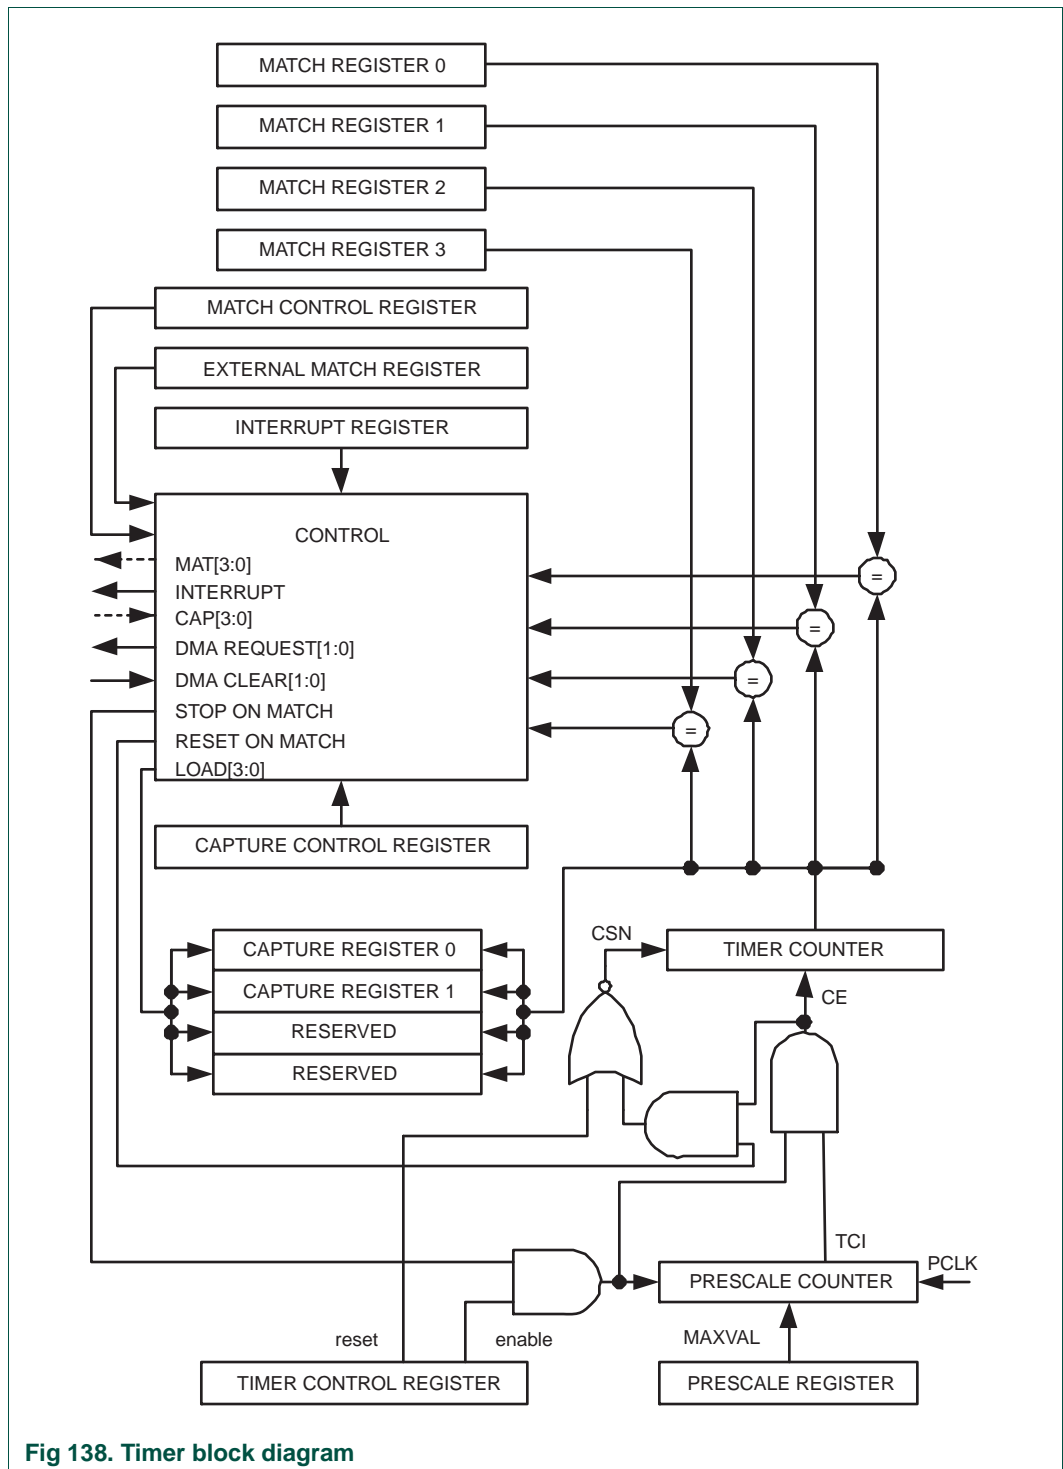 MATCH REGISTER 0
MATCH REGISTER 1
MATCH REGISTER 2
MATCH REGISTER 3
MATCH CONTROL REGISTER
EXTERNAL MATCH REGISTER
INTERRUPT REGISTER
CONTROL
MAT[3:0]
INTERRUPT
CAP[3:0]
DMA REQUEST[1:0]
DMA CLEAR[1:0]
STOP ON MATCH
RESET ON MATCH
LOAD[3:0]
=
=
=
=
CAPTURE CONTROL REGISTER
CSN
TIMER COUNTER
CE
CAPTURE REGISTER 0
CAPTURE REGISTER 1
RESERVED
RESERVED
TCI
PCLK
PRESCALE COUNTER
reset
enable
MAXVAL
TIMER CONTROL REGISTER
PRESCALE REGISTER
Fig 138. Timer block diagram